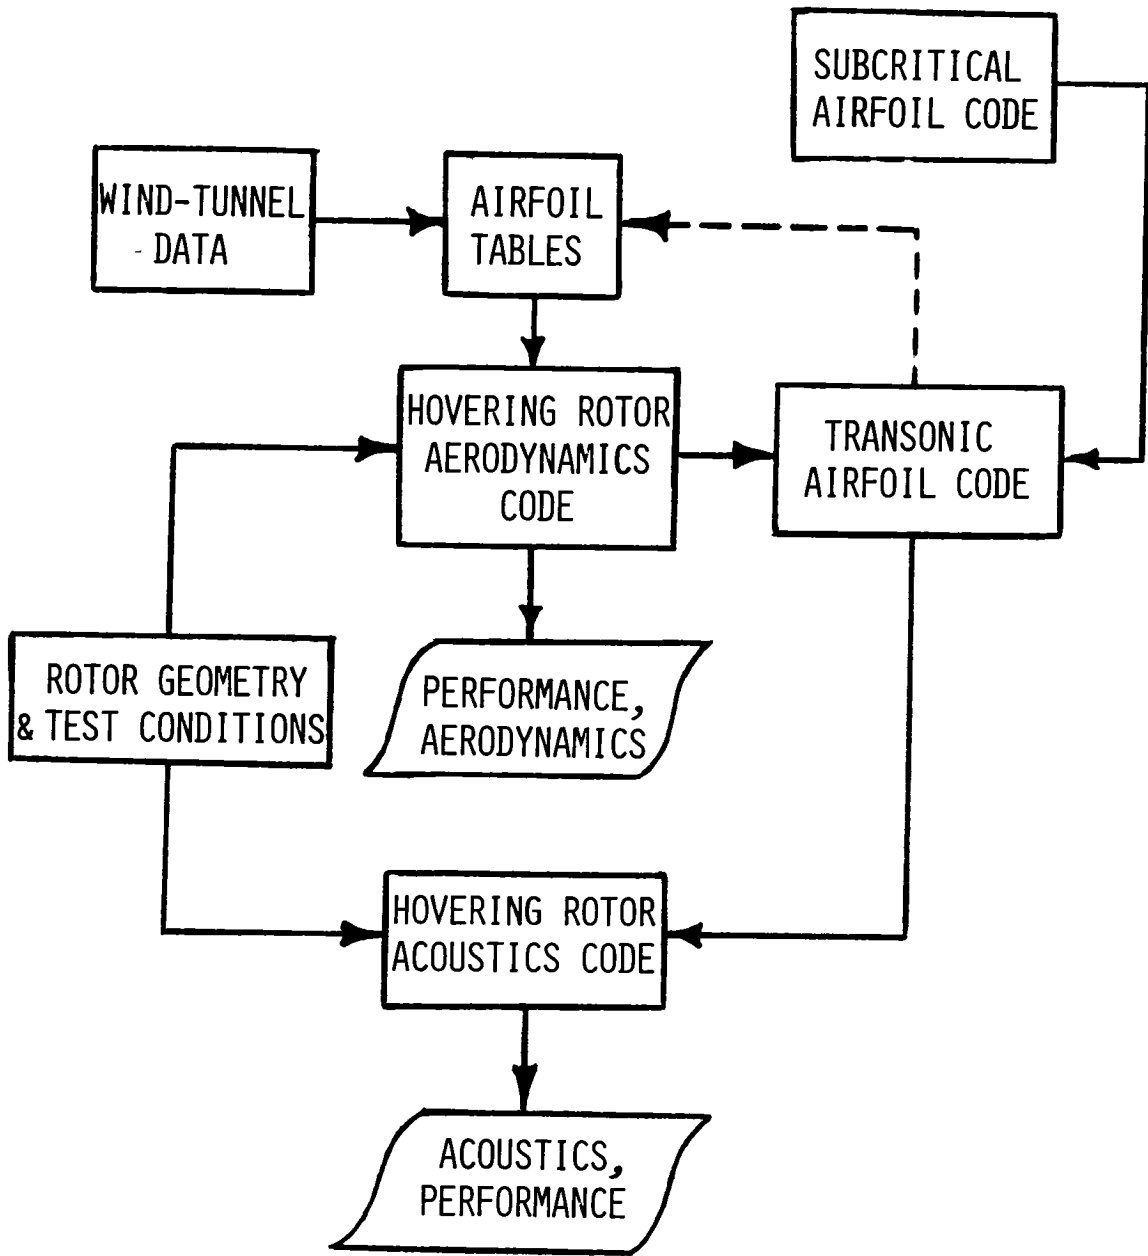 SUBCRITICAL
AIRFOIL CODE
WIND-TUNNEL
DATA
AIRFOIL
TABLES
HOVERING ROTOR
AERODYNAMICS
CODE
TRANSONIC
AIRFOIL CODE
ROTOR GEOMETRY
& TEST CONDITIONS
PERFORMANCE,
AERODYNAMICS
HOVERING ROTOR
ACOUSTICS CODE
ACOUSTICS,
PERFORMANCE